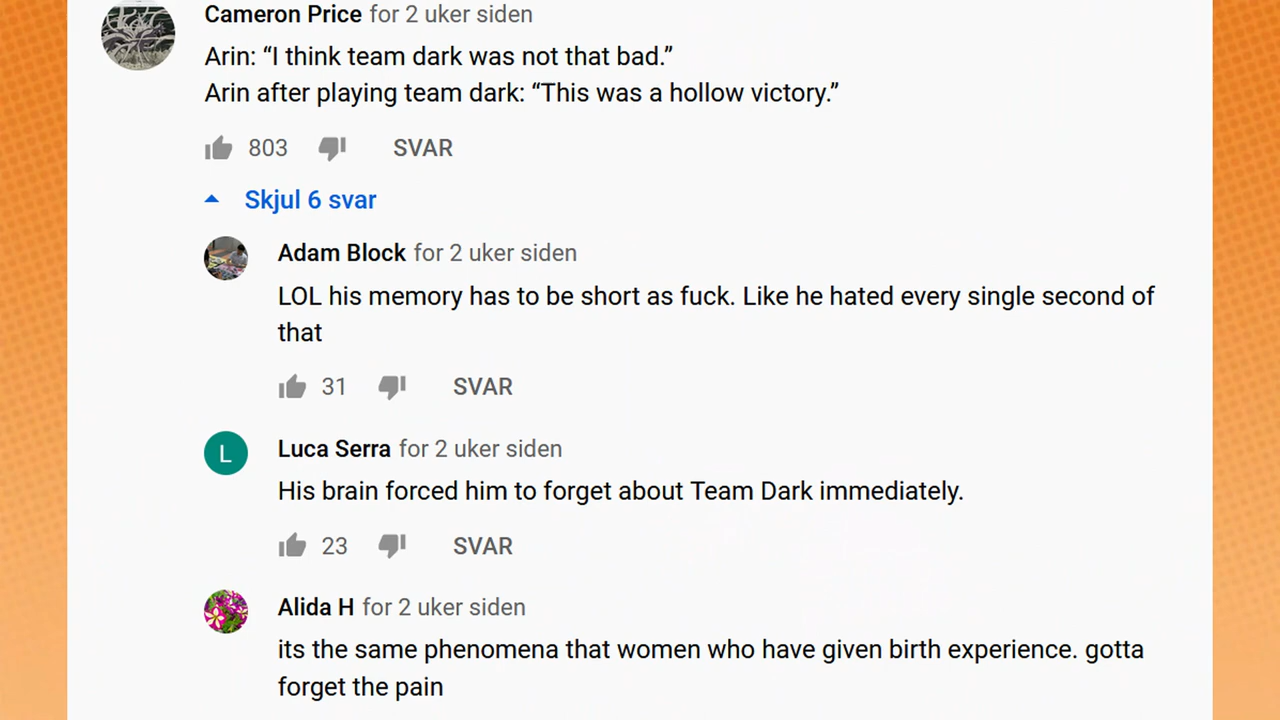 Cameron Price for 2 uker siden
Arin: “I think team dark was not that bad.”
Arin after playing team dark: “This was a hollow victory.”
803 SVAR
Skjul 6 svar
Adam Block for 2 uker siden
LOL his memory has to be short as fuck. Like he hated every single second of
that
31 SVAR
L Luca Serra for 2 uker siden
His brain forced him to forget about Team Dark immediately.
23 SVAR
Alida H for 2 uker siden
its the same phenomena that women who have given birth experience. gotta
forget the pain